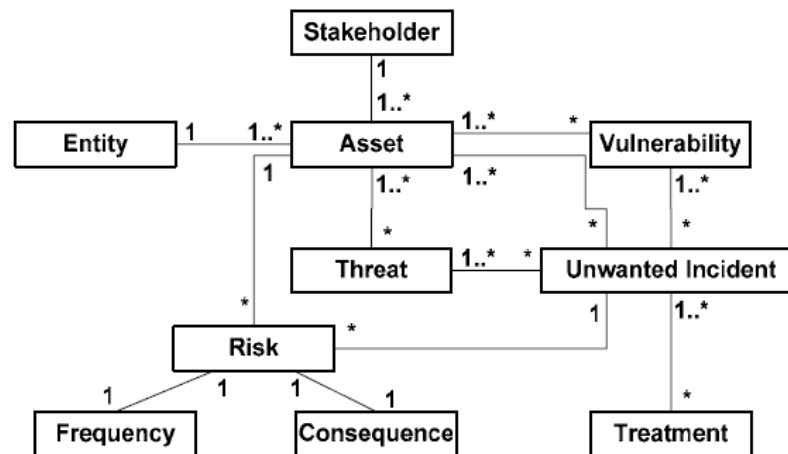 Stakeholder
1
1..*
Entity
1
1..*
Asset
1..*
*
Vulnerability
1
1..*
1..*
1..*
*
*
*
Threat
1..*
*
Unwanted Incident
*
*
1
1..*
Risk
1
1
1
1
*
Frequency
Consequence
Treatment